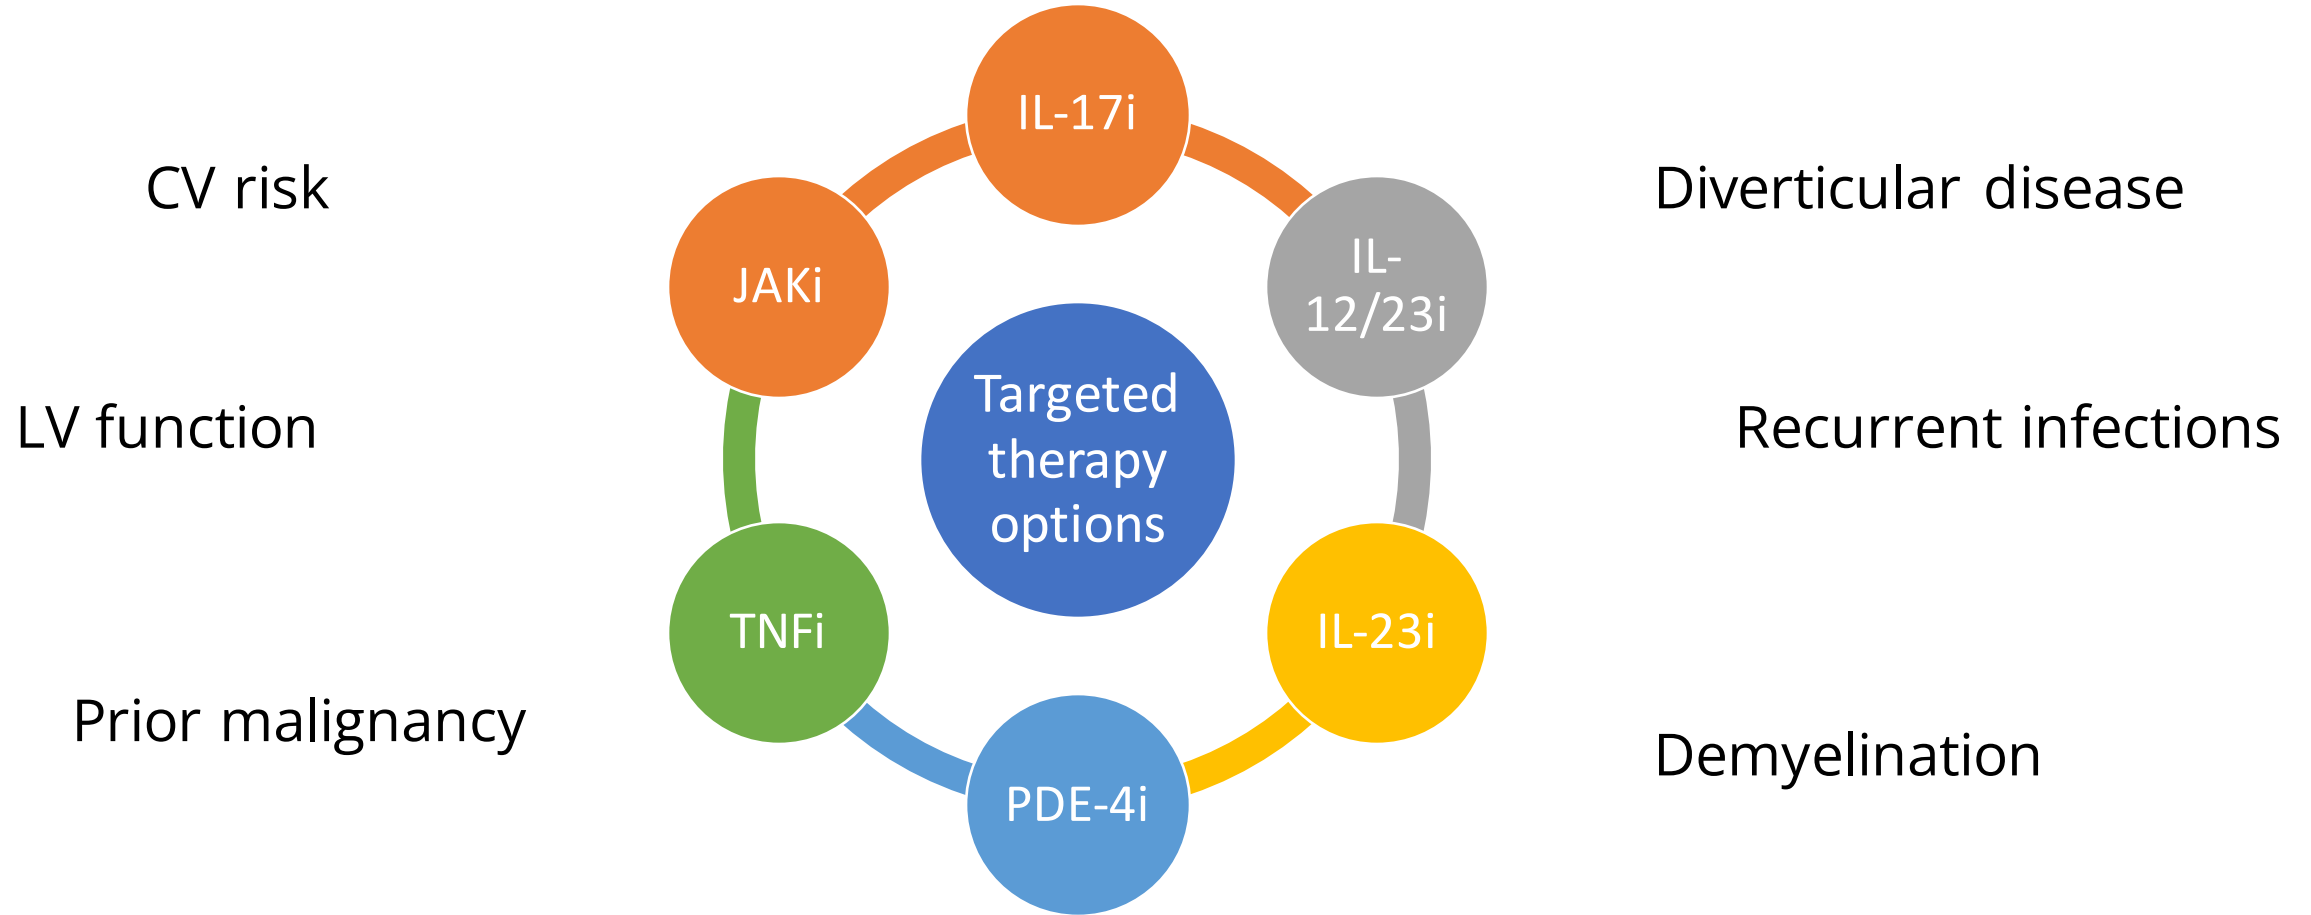 IL-17i
CV risk
Diverticular disease
JAKi
IL-
12/23i
Targeted
therapy
options
LV function
Recurrent infections
TNFi
IL-23i
Prior malignancy
Demyelination
PDE-4i